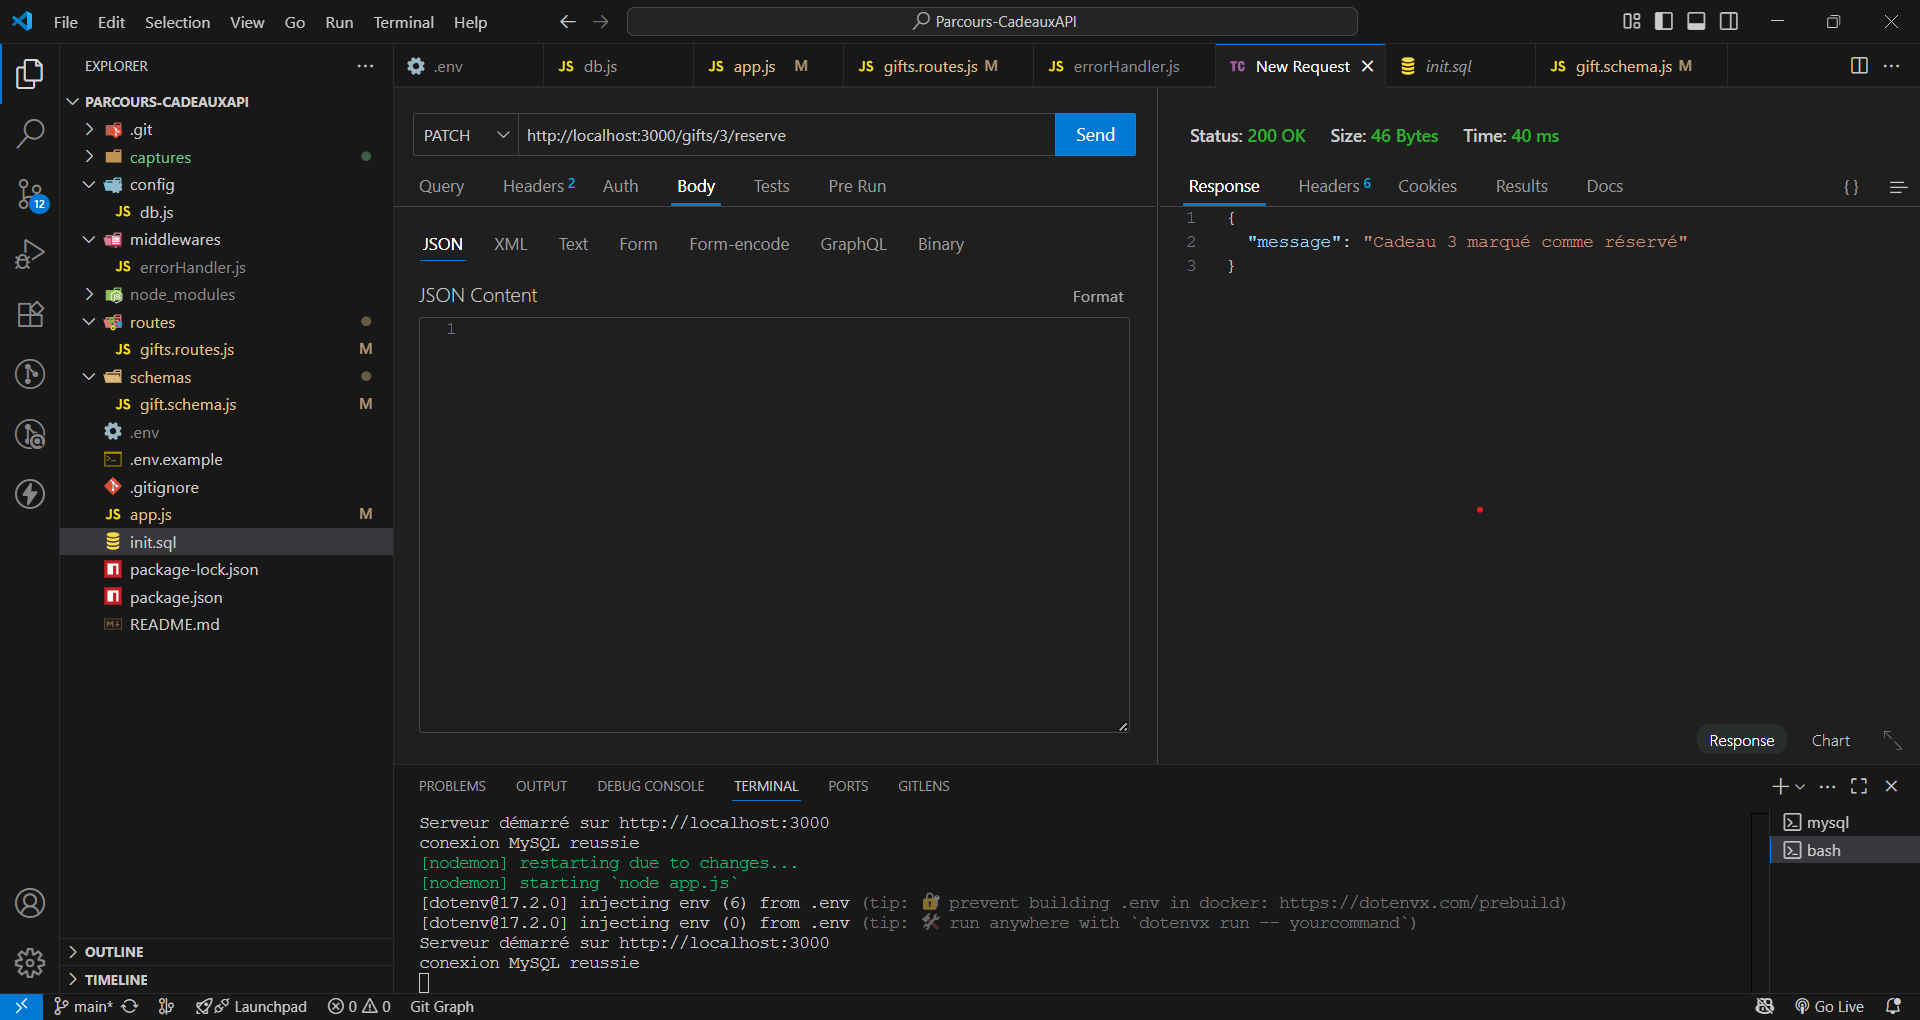 File Edit Selection View Go Run Terminal Help
Parcours-CadeauxAPI
EXPLORER
PARCOURS-CADEAUXAPI
.git
captures
config
JS db.js
middlewares
JS errorHandler.js
node_modules
routes
JS gifts.routes.js M
schemas
JS gift.schema.js M
.env
.env.example
.gitignore
JS app.js M
init.sql
package-lock.json
package.json
README.md
OUTLINE
TIMELINE
12
.env
JS db.js
JS app.js M
JS gifts.routes.js M
JS errorHandler.js
TC New Request
init.sql
JS gift.schema.js M
PATCH http://localhost:3000/gifts/3/reserve Send
Query Headers 2 Auth Body Tests Pre Run
JSON XML Text Form Form-encode GraphQL Binary
JSON Content Format
1
Status: 200 OK Size: 46 Bytes Time: 40 ms
Response Headers 6 Cookies Results Docs { }
1 {
2 "message": "Cadeau 3 marqué comme réservé"
3 }
Response Chart
PROBLEMS OUTPUT DEBUG CONSOLE TERMINAL PORTS GITLENS
Serveur démarré sur http://localhost:3000
conexion MySQL reussie
[nodemon] restarting due to changes...
[nodemon] starting `node app.js`
[dotenv@17.2.0] injecting env (6) from .env (tip: 🔐 prevent building .env in docker: https://dotenvx.com/prebuild)
[dotenv@17.2.0] injecting env (0) from .env (tip: 🛠️ run anywhere with `dotenvx run -- yourcommand`)
Serveur démarré sur http://localhost:3000
conexion MySQL reussie
mysql
bash
main* Launchpad 0 0 Git Graph Go Live